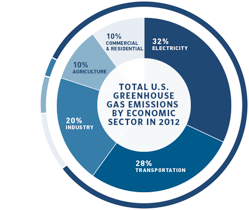 10%
COMMERCIAL
& RESIDENTIAL
32%
ELECTRICITY
10%
AGRICULTURE
TOTAL U.S.
GREENHOUSE
GAS EMISSIONS
BY ECONOMIC
SECTOR IN 2012
20%
INDUSTRY
28%
TRANSPORTATION